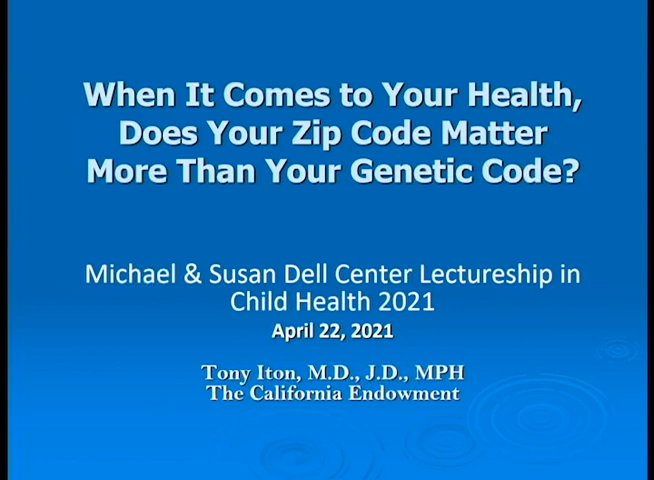 When It Comes to Your Health,
Does Your Zip Code Matter
More Than Your Genetic Code?
Michael & Susan Dell Center Lectureship in
Child Health 2021
April 22, 2021
Tony Iton, M.D., J.D., MPH
The California Endowment